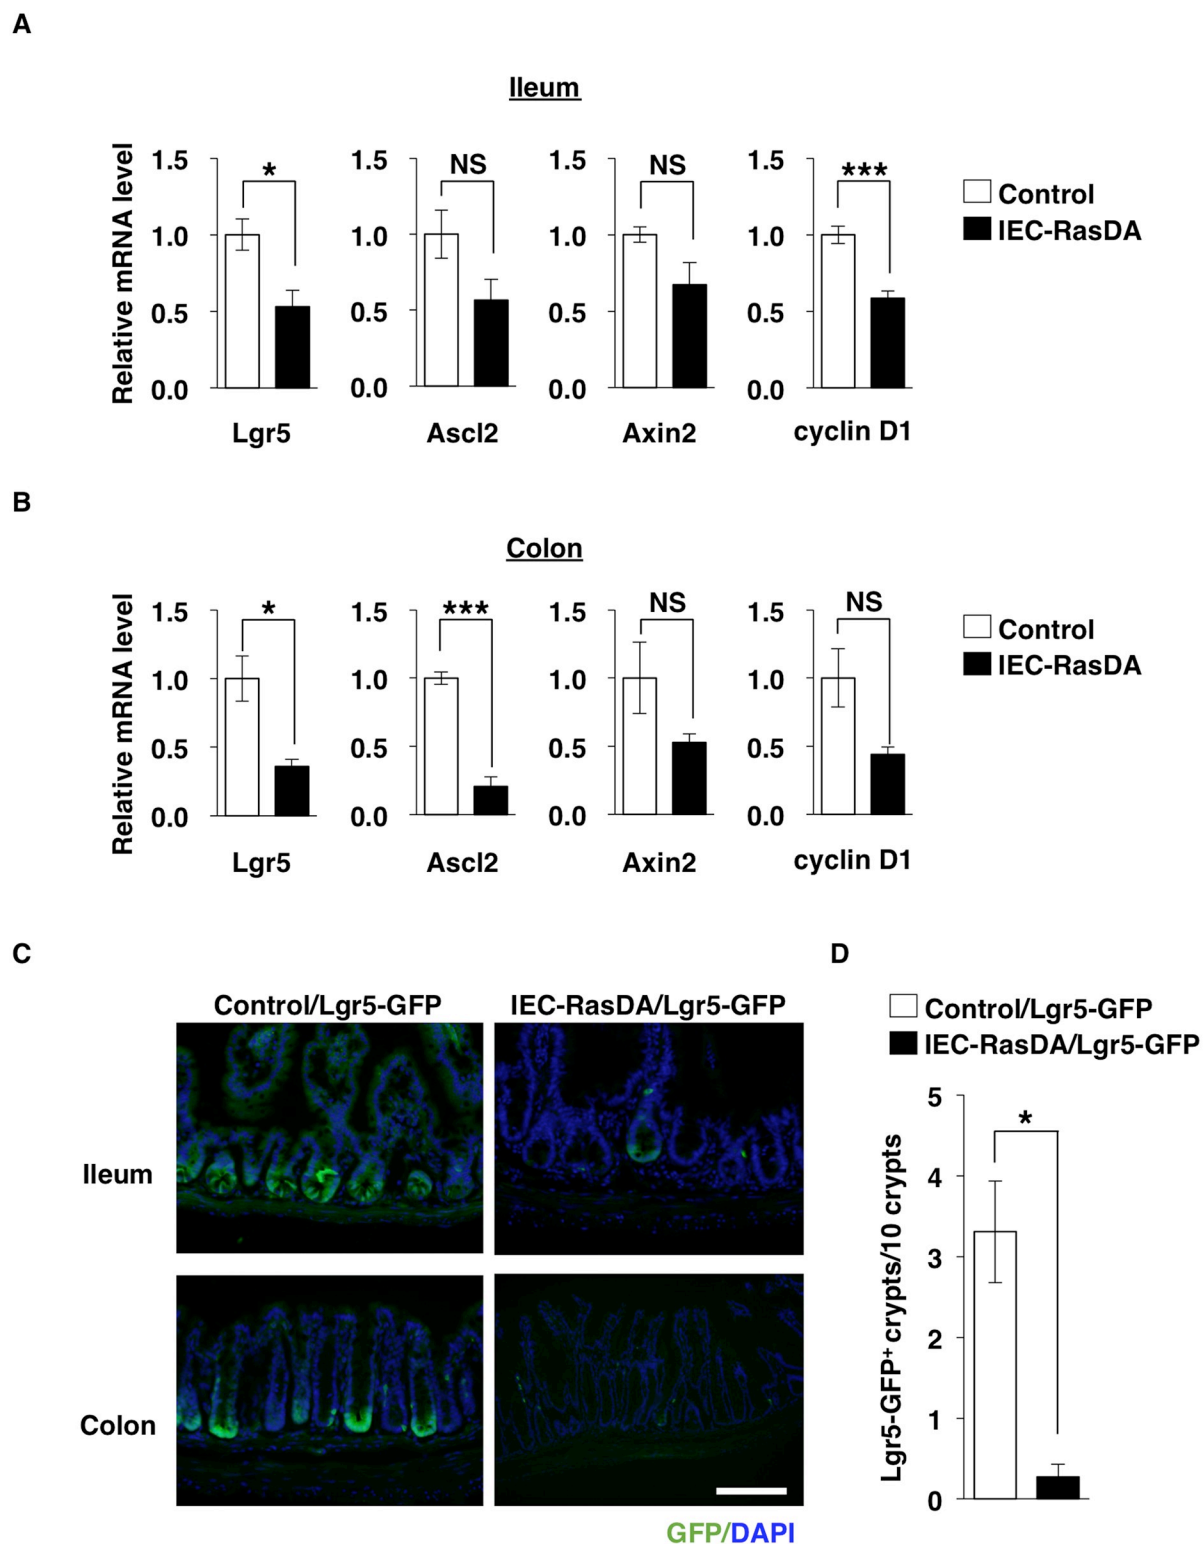 A
Ileum
Relative mRNA level
1.5
1.0
0.5
0.0
*
Lgr5
1.5
1.0
0.5
0.0
NS
Ascl2
1.5
1.0
0.5
0.0
NS
Axin2
1.5
1.0
0.5
0.0
***
cyclin D1
Control
IEC-RasDA
B
Colon
Relative mRNA level
1.5
1.0
0.5
0.0
*
Lgr5
1.5
1.0
0.5
0.0
***
Ascl2
1.5
1.0
0.5
0.0
NS
Axin2
1.5
1.0
0.5
0.0
NS
cyclin D1
Control
IEC-RasDA
C
Control/Lgr5-GFP
IEC-RasDA/Lgr5-GFP
Ileum
Colon
GFP/DAPI
D
Control/Lgr5-GFP
IEC-RasDA/Lgr5-GFP
Lgr5-GFP⁺ crypts/10 crypts
5
4
3
2
1
0
*